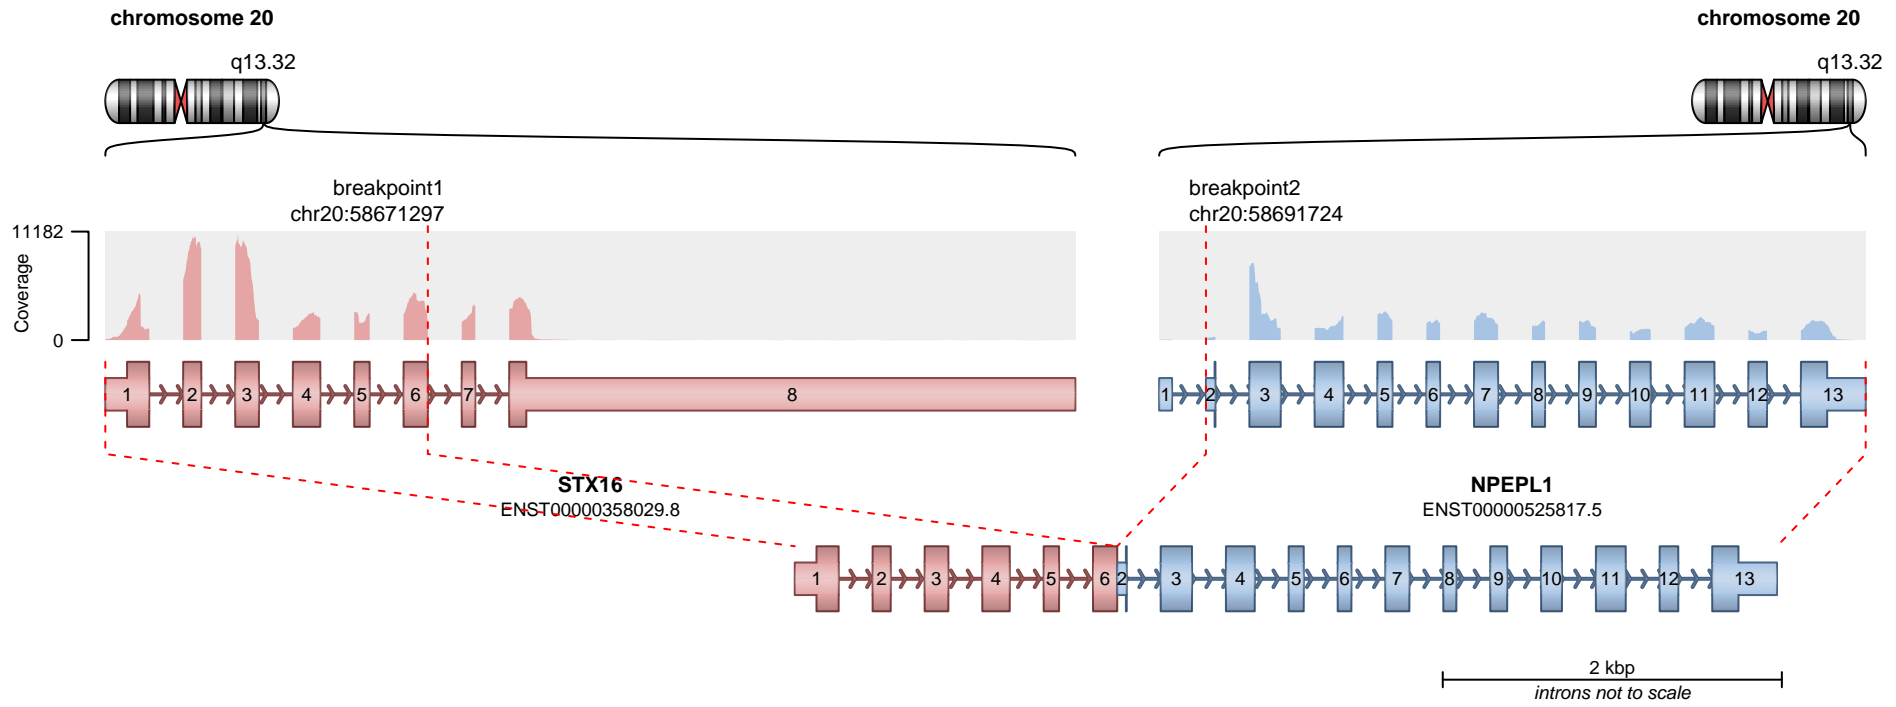 chromosome 20
chromosome 20
q13.32
q13.32
breakpoint1
chr20:58671297
breakpoint2
chr20:58691724
11182
Coverage
0
1 2 3 4 5 6 7 8
1 2 3 4 5 6 7 8 9 10 11 12 13
STX16
ENST00000358029.8
NPEPL1
ENST00000525817.5
1 2 3 4 5 6 2 3 4 5 6 7 8 9 10 11 12 13
2 kbp
introns not to scale